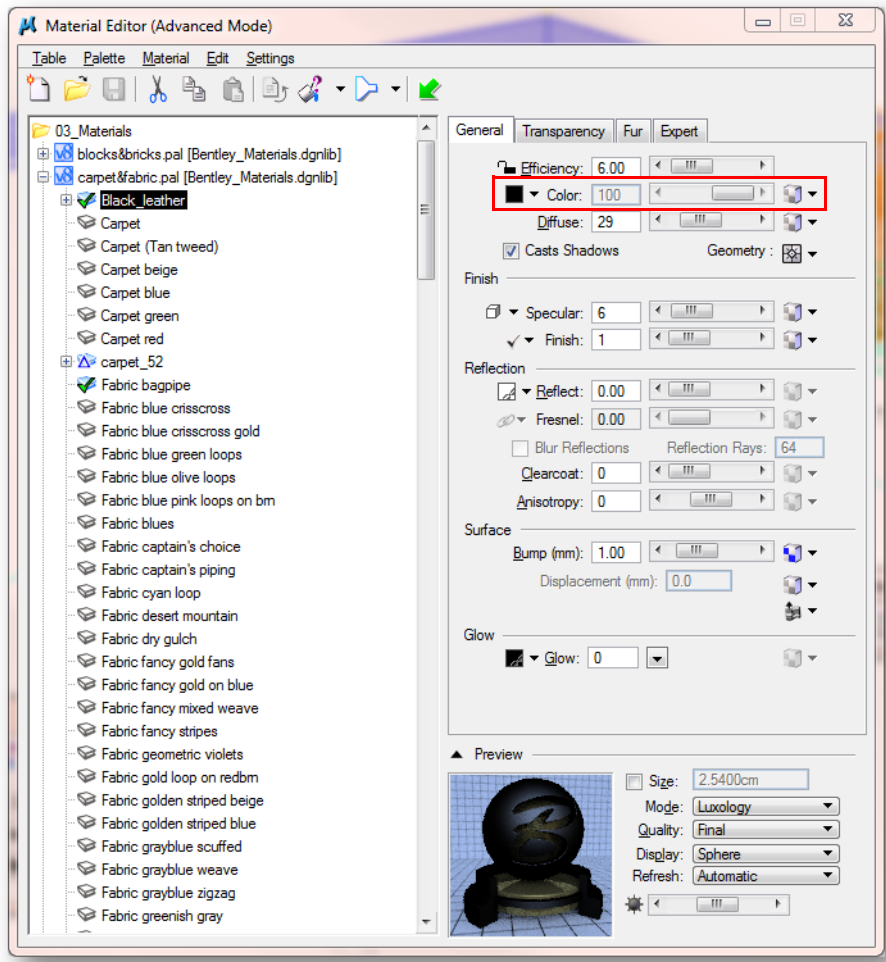 Material Editor (Advanced Mode)
Table Palette Material Edit Settings
03_Materials
blocks&bricks.pal [Bentley_Materials.dgnlib]
carpet&fabric.pal [Bentley_Materials.dgnlib]
Black_leather
Carpet
Carpet (Tan tweed)
Carpet beige
Carpet blue
Carpet green
Carpet red
carpet_52
Fabric bagpipe
Fabric blue crisscross
Fabric blue crisscross gold
Fabric blue green loops
Fabric blue olive loops
Fabric blue pink loops on brn
Fabric blues
Fabric captain's choice
Fabric captain's piping
Fabric cyan loop
Fabric desert mountain
Fabric dry gulch
Fabric fancy gold fans
Fabric fancy gold on blue
Fabric fancy mixed weave
Fabric fancy stripes
Fabric geometric violets
Fabric gold loop on redbrn
Fabric golden striped beige
Fabric golden striped blue
Fabric grayblue scuffed
Fabric grayblue weave
Fabric grayblue zigzag
Fabric greenish gray
General Transparency Fur Expert
Efficiency: 6.00
Color: 100
Diffuse: 29
Casts Shadows Geometry :
Finish
Specular: 6
Finish: 1
Reflection
Reflect: 0.00
Fresnel: 0.00
Blur Reflections Reflection Rays: 64
Clearcoat: 0
Anisotropy: 0
Surface
Bump (mm): 1.00
Displacement (mm): 0.0
Glow
Glow: 0
Preview
Size: 2.5400cm
Mode: Luxology
Quality: Final
Display: Sphere
Refresh: Automatic